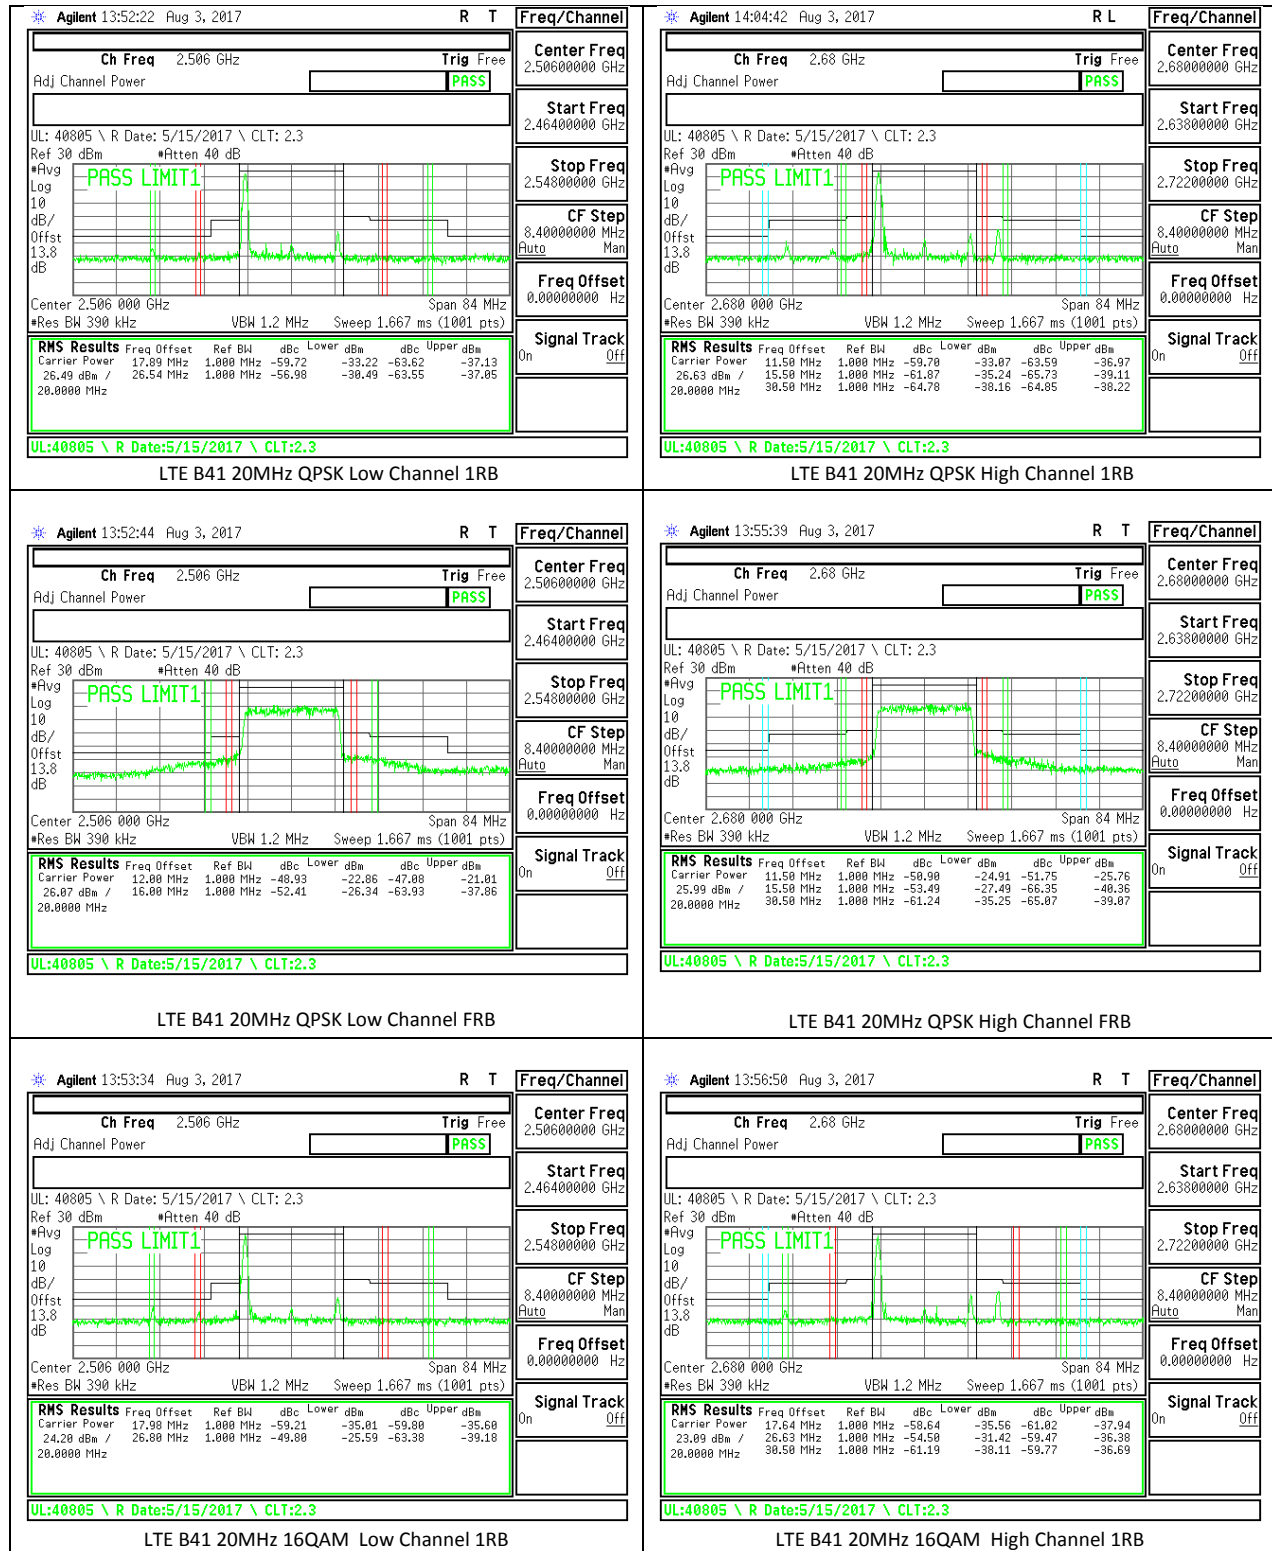 Agilent 13:52:22 Aug 3, 2017 R T Freq/Channel
Ch Freq 2.506 GHz Trig Free
Adj Channel Power PASS
Center Freq
2.50600000 GHz
Start Freq
2.46400000 GHz
UL: 40805 \ R Date: 5/15/2017 \ CLT: 2.3
Ref 30 dBm #Atten 40 dB
#Avg
Log
10
dB/
Offst
13.8
dB
PASS LIMIT1
Stop Freq
2.54800000 GHz
CF Step
8.40000000 MHz
Auto Man
Freq Offset
0.00000000 Hz
Center 2.506 000 GHz Span 84 MHz
#Res BW 390 kHz VBW 1.2 MHz Sweep 1.667 ms (1001 pts)
Signal Track
On Off
RMS Results Freq Offset Ref BW dBc Lower dBm dBc Upper dBm
Carrier Power 17.89 MHz 1.000 MHz -59.72 -33.22 -63.62 -37.13
26.49 dBm / 26.54 MHz 1.000 MHz -56.98 -30.49 -63.55 -37.05
20.0000 MHz
UL:40805 \ R Date:5/15/2017 \ CLT:2.3
LTE B41 20MHz QPSK Low Channel 1RB
Agilent 14:04:42 Aug 3, 2017 R L Freq/Channel
Ch Freq 2.68 GHz Trig Free
Adj Channel Power PASS
Center Freq
2.68000000 GHz
Start Freq
2.63800000 GHz
UL: 40805 \ R Date: 5/15/2017 \ CLT: 2.3
Ref 30 dBm #Atten 40 dB
#Avg
Log
10
dB/
Offst
13.8
dB
PASS LIMIT1
Stop Freq
2.72200000 GHz
CF Step
8.40000000 MHz
Auto Man
Freq Offset
0.00000000 Hz
Center 2.680 000 GHz Span 84 MHz
#Res BW 390 kHz VBW 1.2 MHz Sweep 1.667 ms (1001 pts)
Signal Track
On Off
RMS Results Freq Offset Ref BW dBc Lower dBm dBc Upper dBm
Carrier Power 11.50 MHz 1.000 MHz -59.70 -33.07 -63.59 -36.97
26.63 dBm / 15.50 MHz 1.000 MHz -61.87 -35.24 -65.73 -39.11
20.0000 MHz 30.50 MHz 1.000 MHz -64.78 -38.16 -64.85 -38.22
UL:40805 \ R Date:5/15/2017 \ CLT:2.3
LTE B41 20MHz QPSK High Channel 1RB
Agilent 13:52:44 Aug 3, 2017 R T Freq/Channel
Ch Freq 2.506 GHz Trig Free
Adj Channel Power PASS
Center Freq
2.50600000 GHz
Start Freq
2.46400000 GHz
UL: 40805 \ R Date: 5/15/2017 \ CLT: 2.3
Ref 30 dBm #Atten 40 dB
#Avg
Log
10
dB/
Offst
13.8
dB
PASS LIMIT1
Stop Freq
2.54800000 GHz
CF Step
8.40000000 MHz
Auto Man
Freq Offset
0.00000000 Hz
Center 2.506 000 GHz Span 84 MHz
#Res BW 390 kHz VBW 1.2 MHz Sweep 1.667 ms (1001 pts)
Signal Track
On Off
RMS Results Freq Offset Ref BW dBc Lower dBm dBc Upper dBm
Carrier Power 12.00 MHz 1.000 MHz -48.93 -22.86 -47.08 -21.01
26.07 dBm / 16.00 MHz 1.000 MHz -52.41 -26.34 -63.93 -37.86
20.0000 MHz
UL:40805 \ R Date:5/15/2017 \ CLT:2.3
LTE B41 20MHz QPSK Low Channel FRB
Agilent 13:55:39 Aug 3, 2017 R T Freq/Channel
Ch Freq 2.68 GHz Trig Free
Adj Channel Power PASS
Center Freq
2.68000000 GHz
Start Freq
2.63800000 GHz
UL: 40805 \ R Date: 5/15/2017 \ CLT: 2.3
Ref 30 dBm #Atten 40 dB
#Avg
Log
10
dB/
Offst
13.8
dB
PASS LIMIT1
Stop Freq
2.72200000 GHz
CF Step
8.40000000 MHz
Auto Man
Freq Offset
0.00000000 Hz
Center 2.680 000 GHz Span 84 MHz
#Res BW 390 kHz VBW 1.2 MHz Sweep 1.667 ms (1001 pts)
Signal Track
On Off
RMS Results Freq Offset Ref BW dBc Lower dBm dBc Upper dBm
Carrier Power 11.50 MHz 1.000 MHz -50.90 -24.91 -51.75 -25.76
25.99 dBm / 15.50 MHz 1.000 MHz -53.49 -27.49 -66.35 -40.36
20.0000 MHz 30.50 MHz 1.000 MHz -61.24 -35.25 -65.07 -39.07
UL:40805 \ R Date:5/15/2017 \ CLT:2.3
LTE B41 20MHz QPSK High Channel FRB
Agilent 13:53:34 Aug 3, 2017 R T Freq/Channel
Ch Freq 2.506 GHz Trig Free
Adj Channel Power PASS
Center Freq
2.50600000 GHz
Start Freq
2.46400000 GHz
UL: 40805 \ R Date: 5/15/2017 \ CLT: 2.3
Ref 30 dBm #Atten 40 dB
#Avg
Log
10
dB/
Offst
13.8
dB
PASS LIMIT1
Stop Freq
2.54800000 GHz
CF Step
8.40000000 MHz
Auto Man
Freq Offset
0.00000000 Hz
Center 2.506 000 GHz Span 84 MHz
#Res BW 390 kHz VBW 1.2 MHz Sweep 1.667 ms (1001 pts)
Signal Track
On Off
RMS Results Freq Offset Ref BW dBc Lower dBm dBc Upper dBm
Carrier Power 17.98 MHz 1.000 MHz -59.21 -35.01 -59.80 -35.60
24.20 dBm / 26.80 MHz 1.000 MHz -49.80 -25.59 -63.38 -39.18
20.0000 MHz
UL:40805 \ R Date:5/15/2017 \ CLT:2.3
LTE B41 20MHz 16QAM Low Channel 1RB
Agilent 13:56:50 Aug 3, 2017 R T Freq/Channel
Ch Freq 2.68 GHz Trig Free
Adj Channel Power PASS
Center Freq
2.68000000 GHz
Start Freq
2.63800000 GHz
UL: 40805 \ R Date: 5/15/2017 \ CLT: 2.3
Ref 30 dBm #Atten 40 dB
#Avg
Log
10
dB/
Offst
13.8
dB
PASS LIMIT1
Stop Freq
2.72200000 GHz
CF Step
8.40000000 MHz
Auto Man
Freq Offset
0.00000000 Hz
Center 2.680 000 GHz Span 84 MHz
#Res BW 390 kHz VBW 1.2 MHz Sweep 1.667 ms (1001 pts)
Signal Track
On Off
RMS Results Freq Offset Ref BW dBc Lower dBm dBc Upper dBm
Carrier Power 17.64 MHz 1.000 MHz -58.64 -35.56 -61.02 -37.94
23.09 dBm / 26.63 MHz 1.000 MHz -54.50 -31.42 -59.47 -36.38
20.0000 MHz 30.50 MHz 1.000 MHz -61.19 -38.11 -59.77 -36.69
UL:40805 \ R Date:5/15/2017 \ CLT:2.3
LTE B41 20MHz 16QAM High Channel 1RB